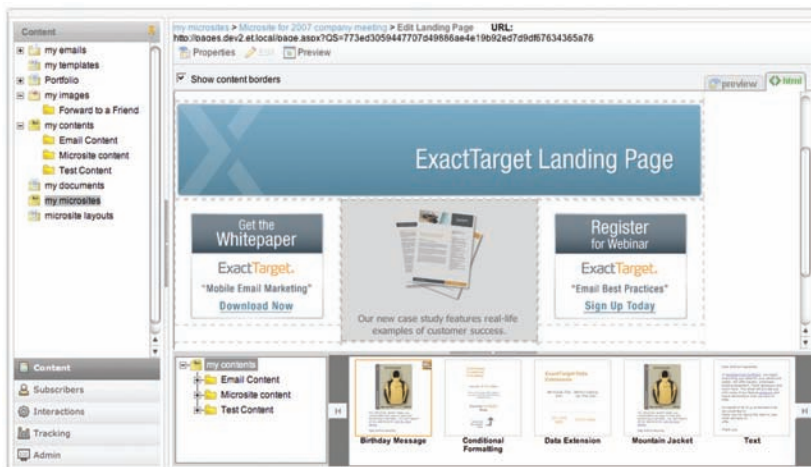 Content
my emails
my templates
Portfolio
my images
Forward to a Friend
my contents
Email Content
Microsite content
Test Content
my documents
my microsites
microsite layouts
Content
Subscribers
Interactions
Tracking
Admin
my microsites > Microsite for 2007 company meeting > Edit Landing Page URL:
http://pages.dev2.et.local/page.aspx?QS=773ed3059447707d49886ae4e19b92ed7d9df67634365a76
Properties Edit Preview
Show content borders
preview html
ExactTarget Landing Page
Get the
Whitepaper
ExactTarget.
"Mobile Email Marketing"
Download Now
Our new case study features real-life
examples of customer success.
Register
for Webinar
ExactTarget.
"Email Best Practices"
Sign Up Today
my contents
Email Content
Microsite content
Test Content
Birthday Message
Conditional
Formatting
ExactTarget Data
Extensions
Data Extension
Mountain Jacket
Text